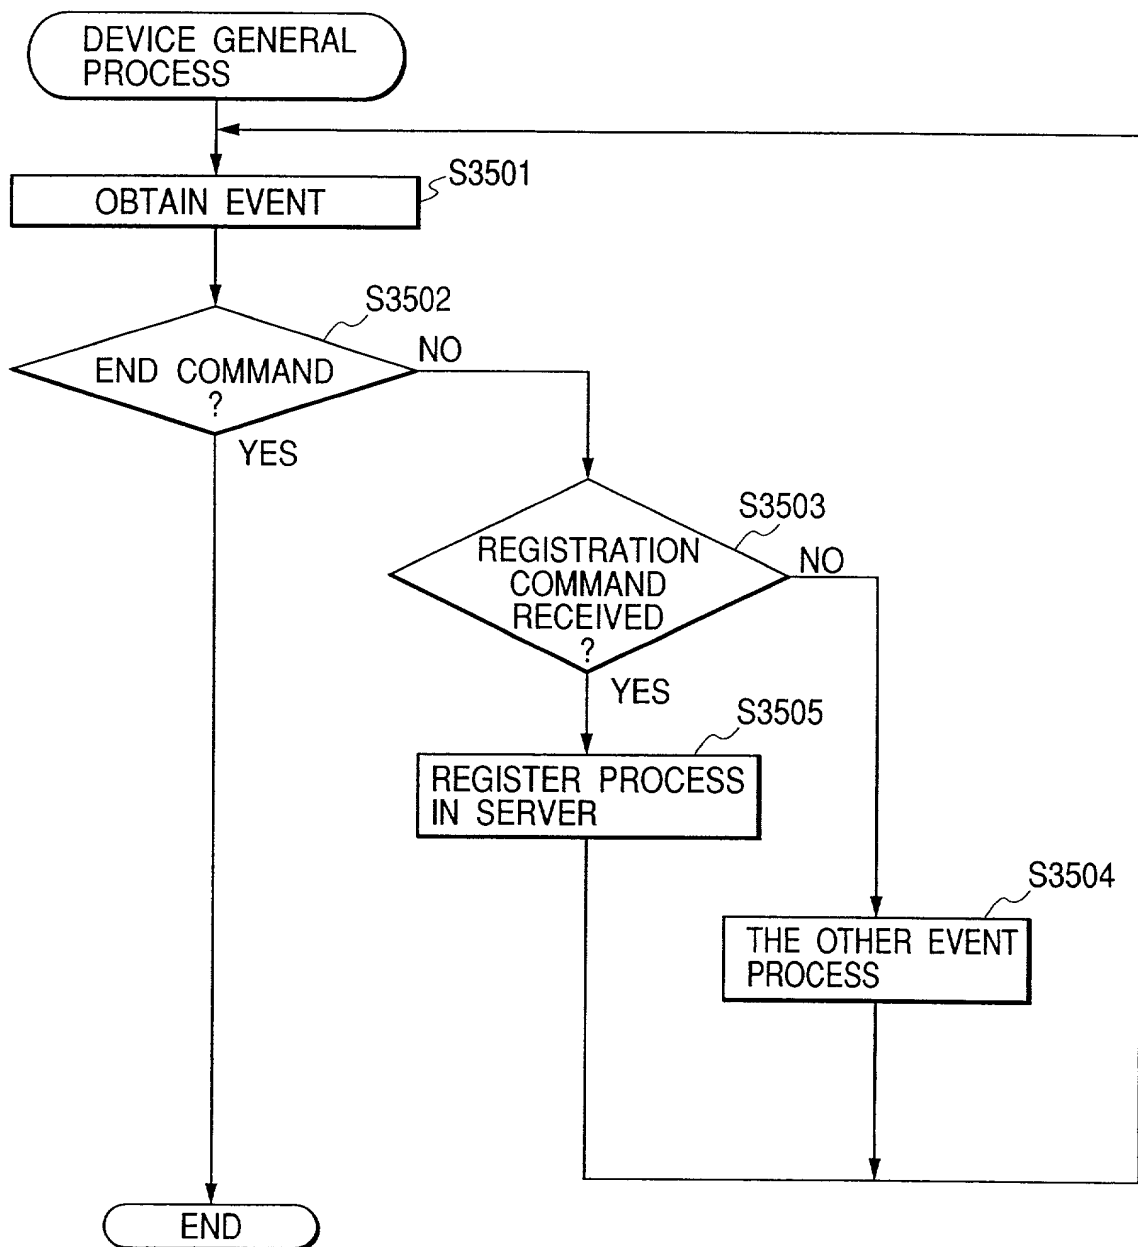 DEVICE GENERAL
PROCESS
S3501
OBTAIN EVENT
S3502
END COMMAND
?
NO
YES
S3503
REGISTRATION
COMMAND
RECEIVED
?
NO
YES
S3505
REGISTER PROCESS
IN SERVER
S3504
THE OTHER EVENT
PROCESS
END